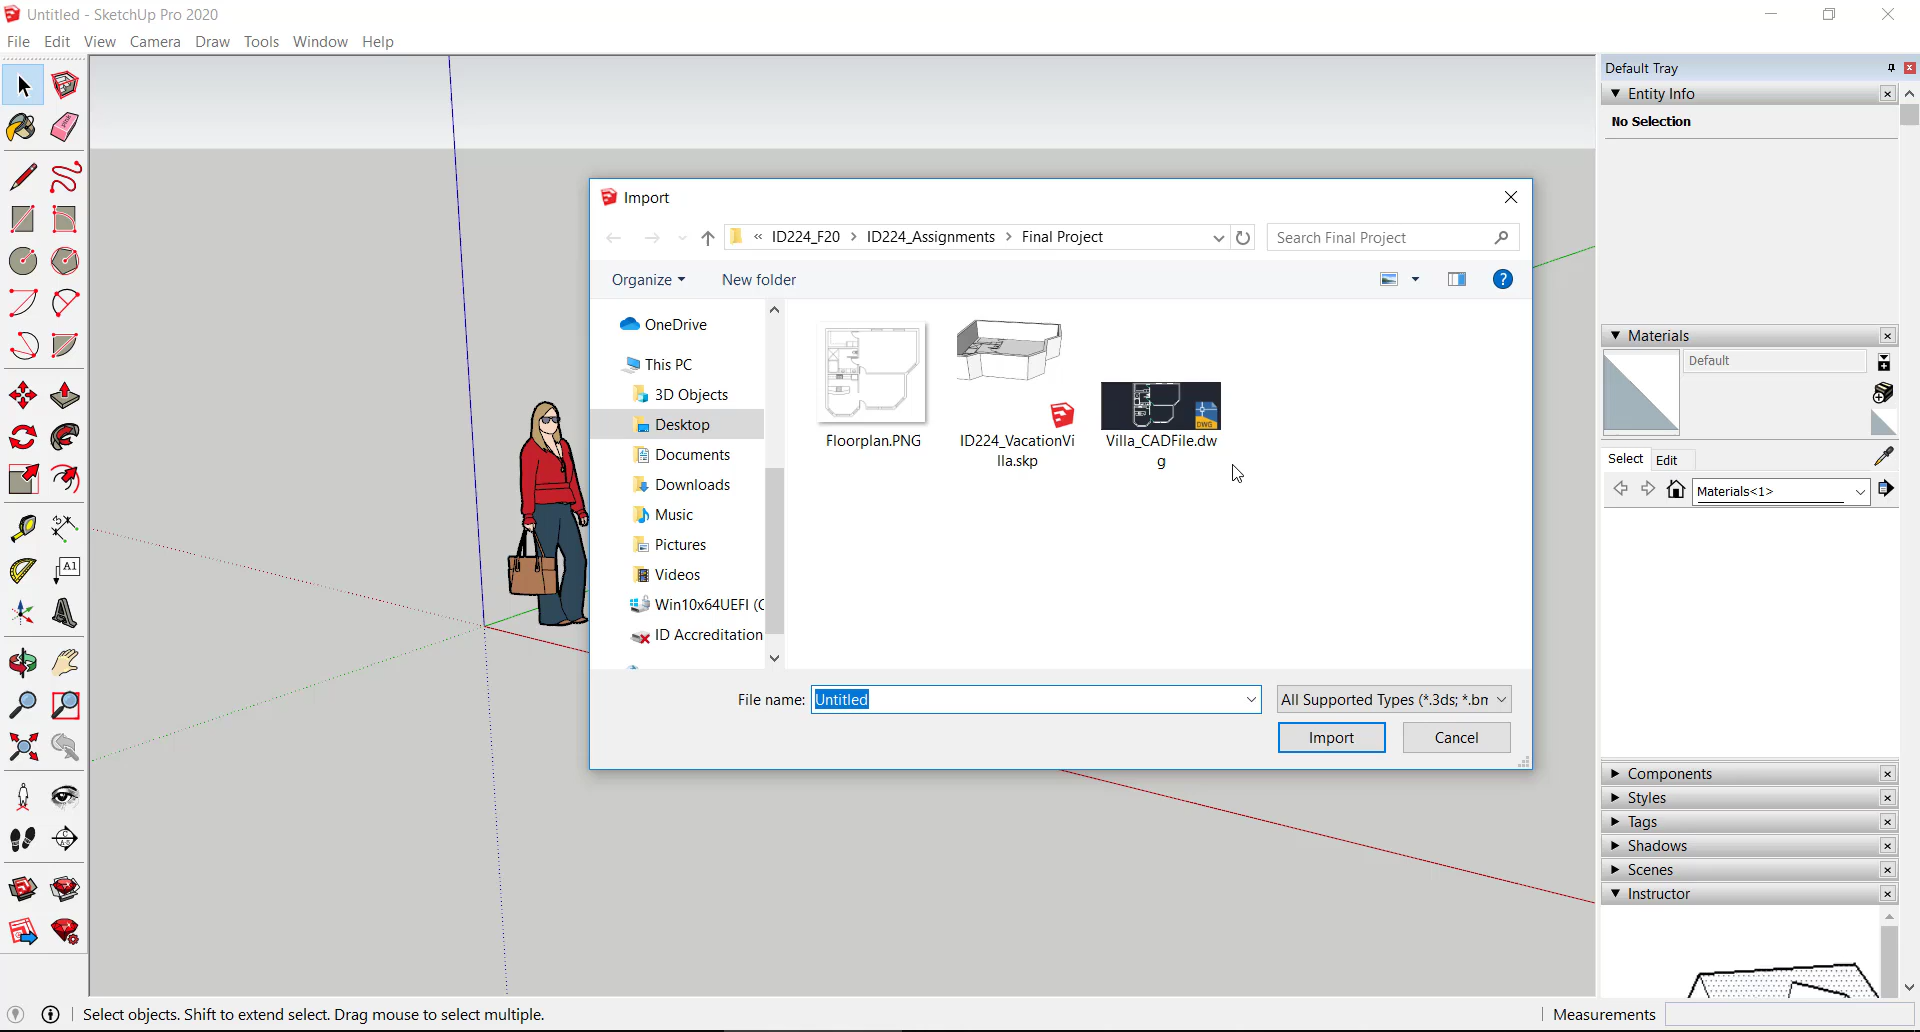 Untitled - SketchUp Pro 2020
File Edit View Camera Draw Tools Window Help
Default Tray
Entity Info
No Selection
Import
« ID224_F20 > ID224_Assignments > Final Project
Search Final Project
Organize
New folder
OneDrive
This PC
3D Objects
Desktop
Documents
Downloads
Music
Pictures
Videos
Win10x64UEFI (C
ID Accreditation
Floorplan.PNG
ID224_VacationVi
lla.skp
DWG
Villa_CADFile.dw
g
File name: Untitled
All Supported Types (*.3ds; *.bn
Import
Cancel
Materials
Default
Select
Edit
Materials<1>
Components
Styles
Tags
Shadows
Scenes
Instructor
A1
Select objects. Shift to extend select. Drag mouse to select multiple.
Measurements